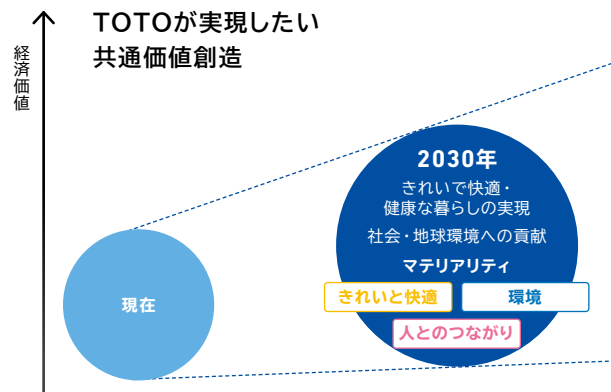 TOTOが実現したい
共通価値創造
経済価値
現在
2030年
きれいで快適・
健康な暮らしの実現
社会・地球環境への貢献
マテリアリティ
きれいと快適
環境
人とのつながり